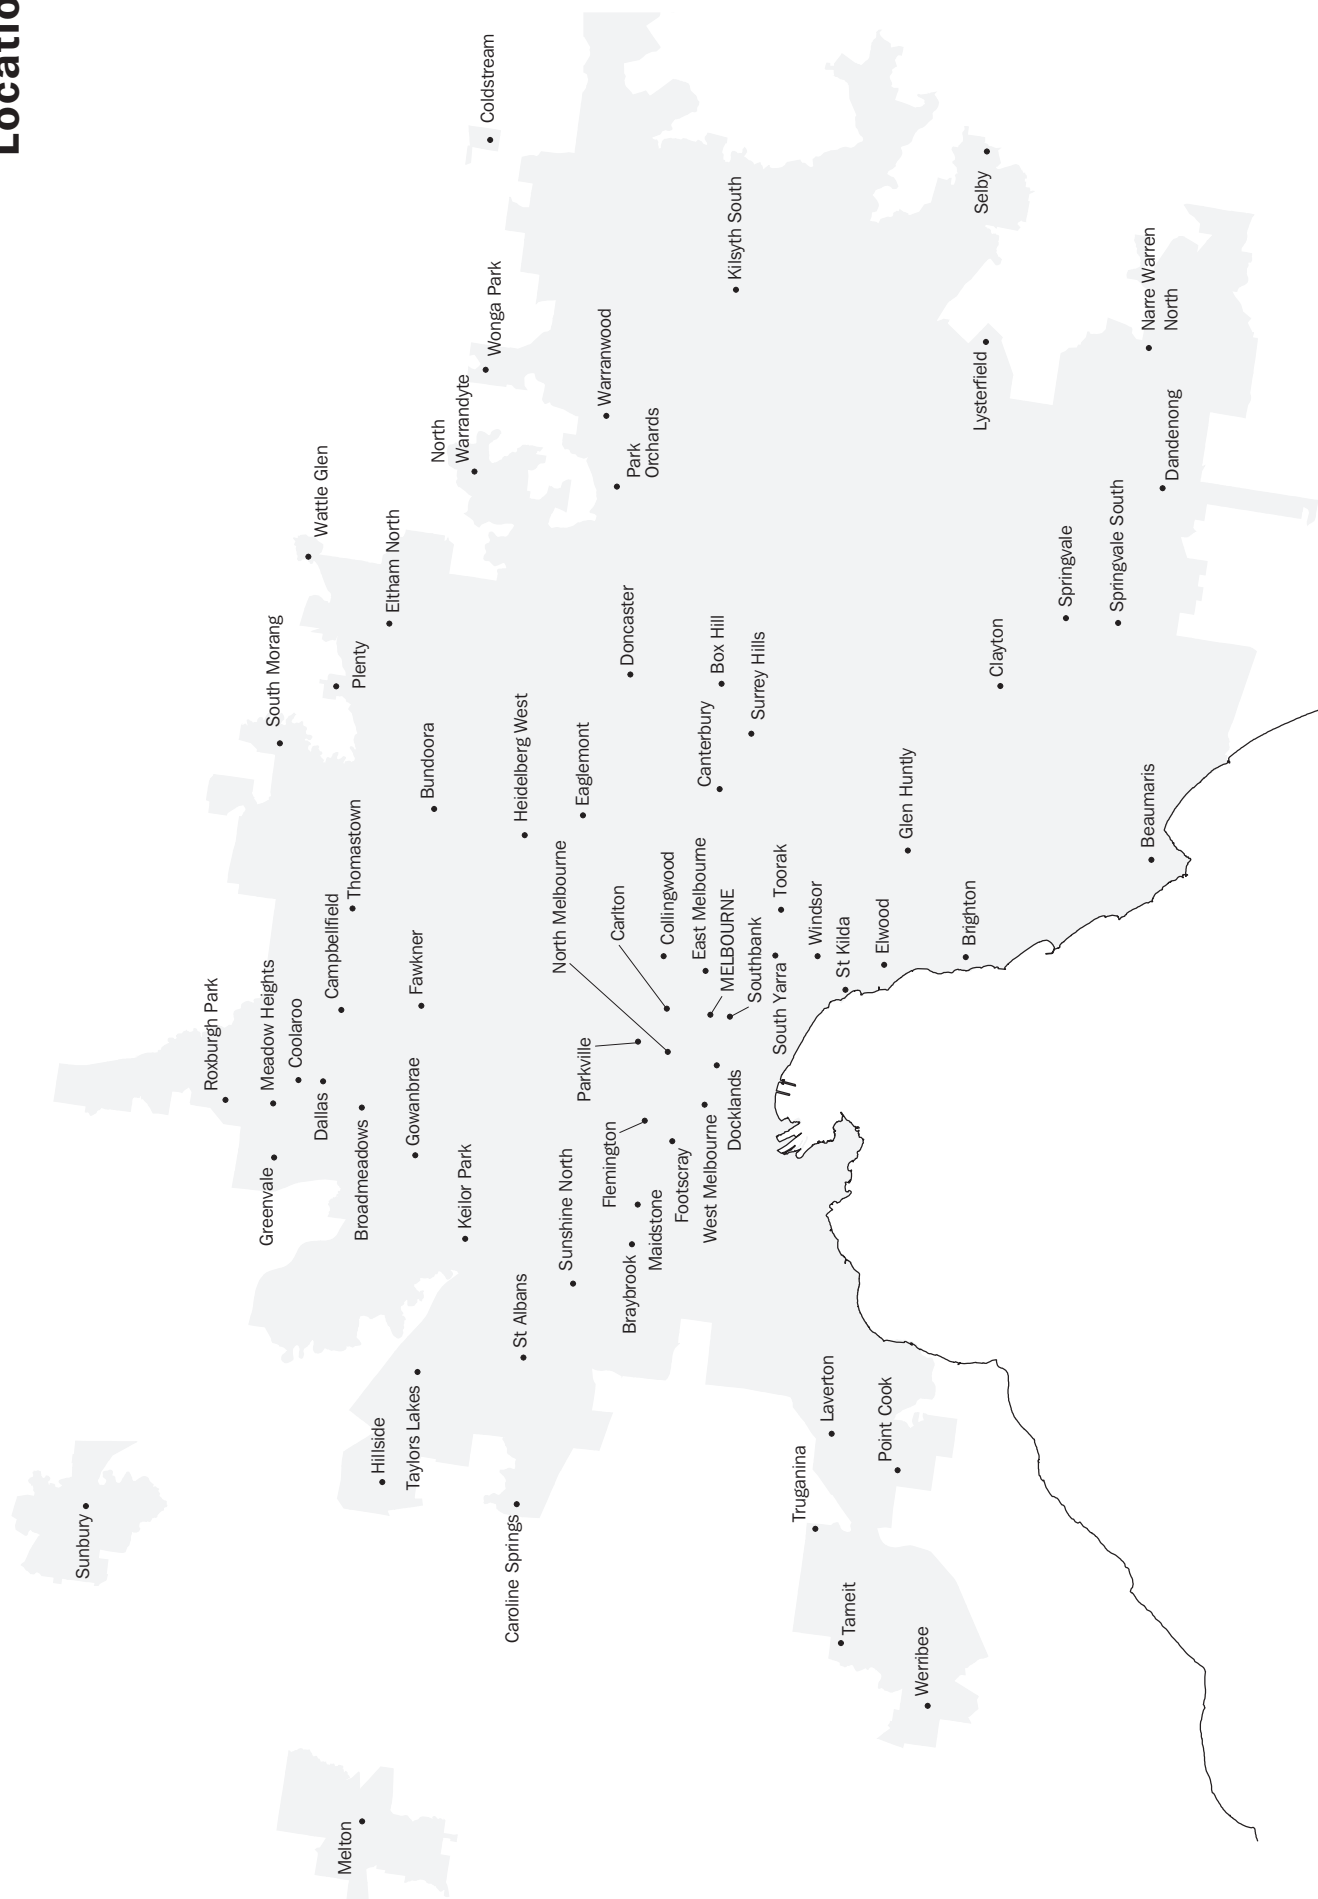 Locatio
Sunbury
Melton
Roxburgh Park
Greenvale
Meadow Heights
Coolaroo
South Morang
Wattle Glen
Dallas
Campbellfield
Thomastown
Plenty
Broadmeadows
Hillside
Eltham North
Taylors Lakes
Gowanbrae
Fawkner
Bundoora
Keilor Park
North
Warrandyte
Wonga Park
Coldstream
Caroline Springs
St Albans
Heidelberg West
Sunshine North
North Melbourne
Eaglemont
Parkville
Carlton
Warranwood
Park
Orchards
Flemington
Braybrook
Maidstone
Doncaster
Footscray
Collingwood
West Melbourne
East Melbourne
MELBOURNE
Canterbury
Box Hill
Kilsyth South
Docklands
Southbank
Surrey Hills
South Yarra
Toorak
Truganina
Laverton
Windsor
Tarneit
St Kilda
Point Cook
Elwood
Glen Huntly
Werribee
Brighton
Clayton
Lysterfield
Selby
Springvale
Springvale South
Beaumaris
Narre Warren
North
Dandenong